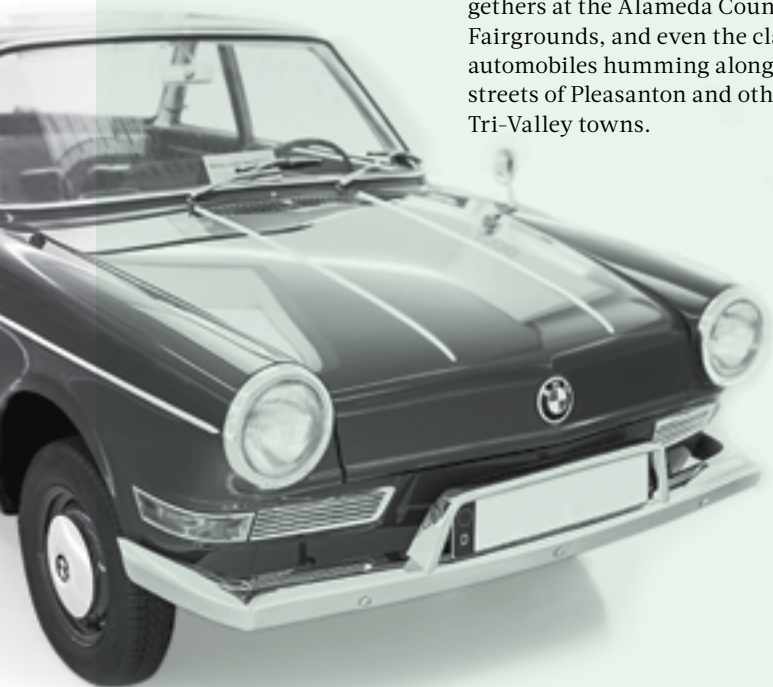 gethers at the Alameda Coun
Fairgrounds, and even the cla
automobiles humming along
streets of Pleasanton and oth
Tri-Valley towns.